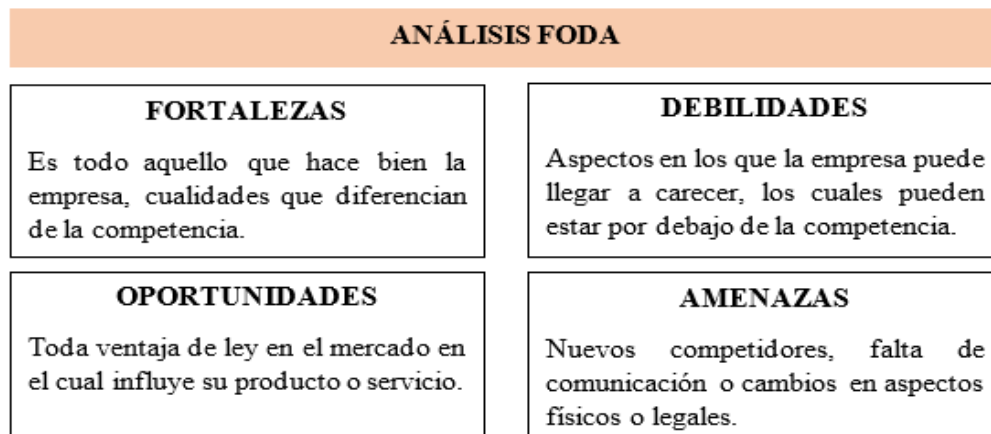 ANÁLISIS FODA
FORTALEZAS
Es todo aquello que hace bien la
empresa, cualidades que diferencian
de la competencia.
DEBILIDADES
Aspectos en los que la empresa puede
llegar a carecer, los cuales pueden
estar por debajo de la competencia.
OPORTUNIDADES
Toda ventaja de ley en el mercado en
el cual influye su producto o servicio.
AMENAZAS
Nuevos competidores, falta de
comunicación o cambios en aspectos
físicos o legales.